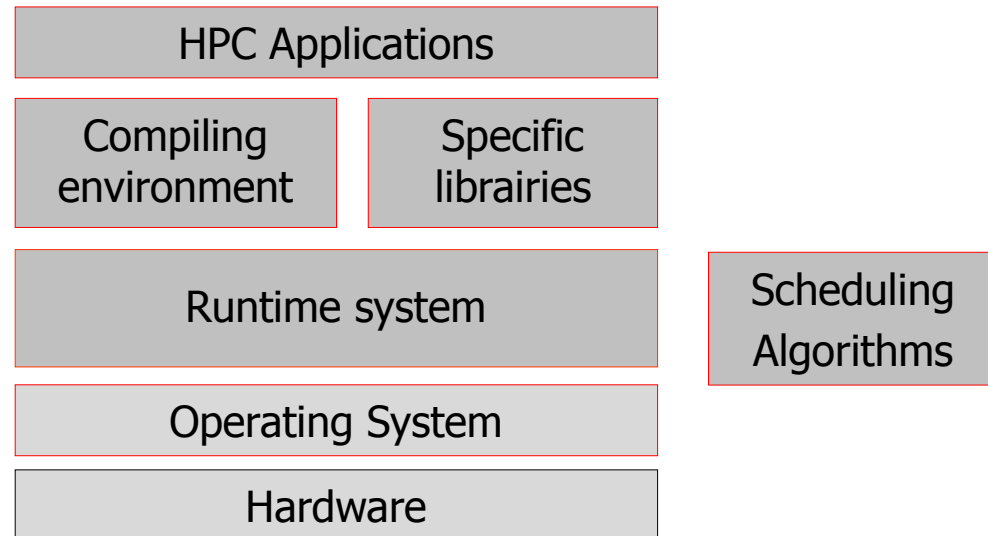 HPC Applications
Compiling
environment
Specific
librairies
Runtime system
Scheduling
Algorithms
Operating System
Hardware